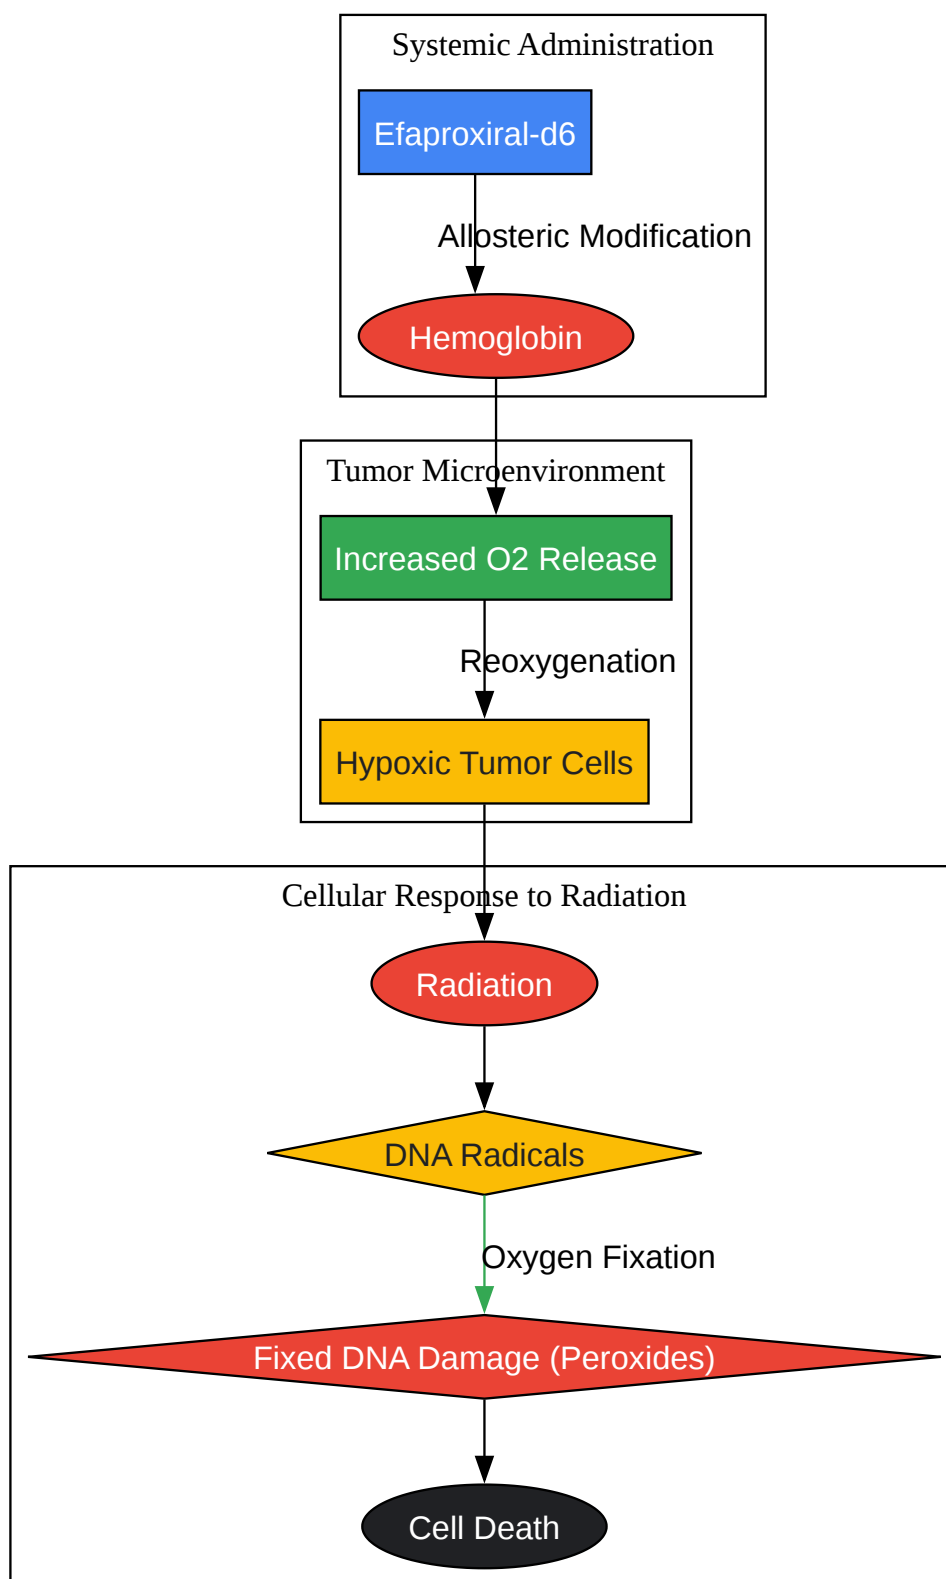 Systemic Administration
Efaproxiral-d6
Allosteric Modification
Hemoglobin
Tumor Microenvironment
Increased O2 Release
Reoxygenation
Hypoxic Tumor Cells
Cellular Response to Radiation
Radiation
DNA Radicals
Oxygen Fixation
Fixed DNA Damage (Peroxides)
Cell Death